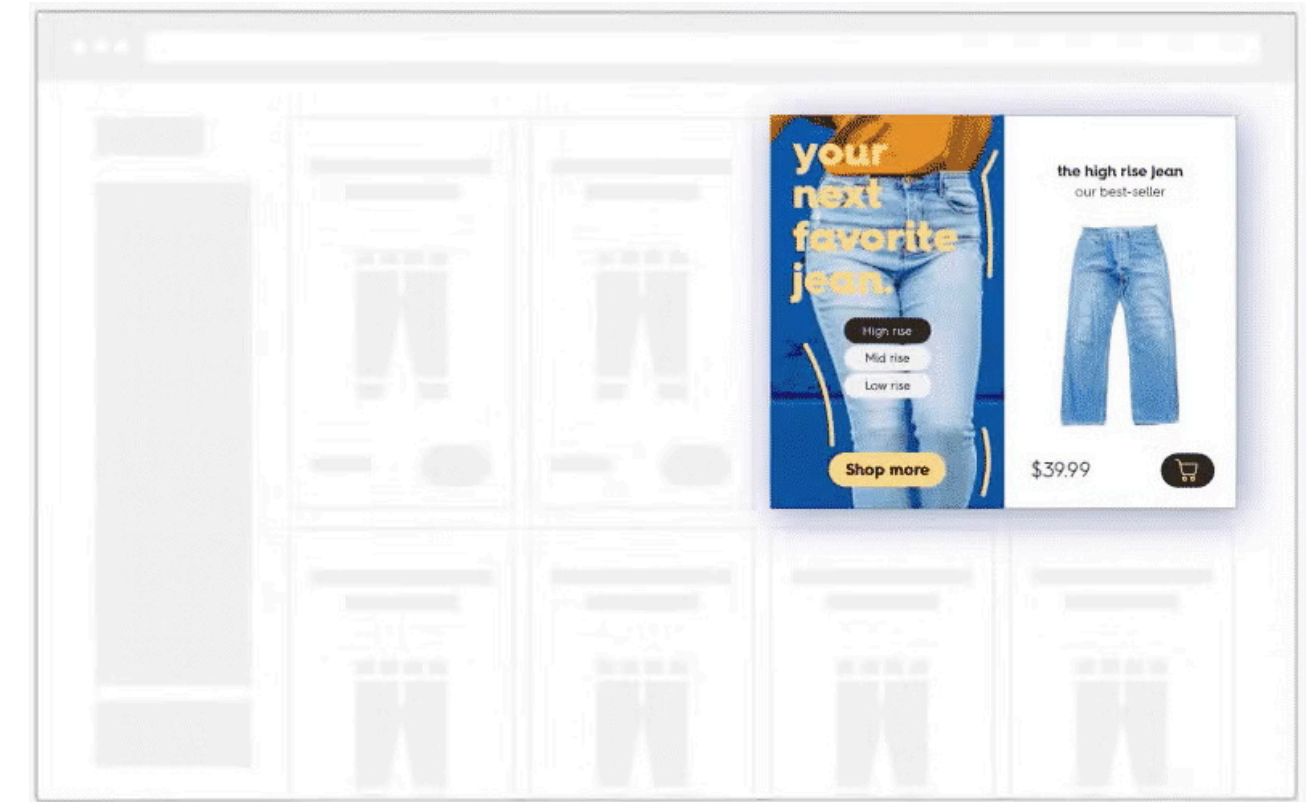 your
next
favorite
jean.
High rise
Mid rise
Low rise
Shop more
the high rise jean
our best-seller
$39.99